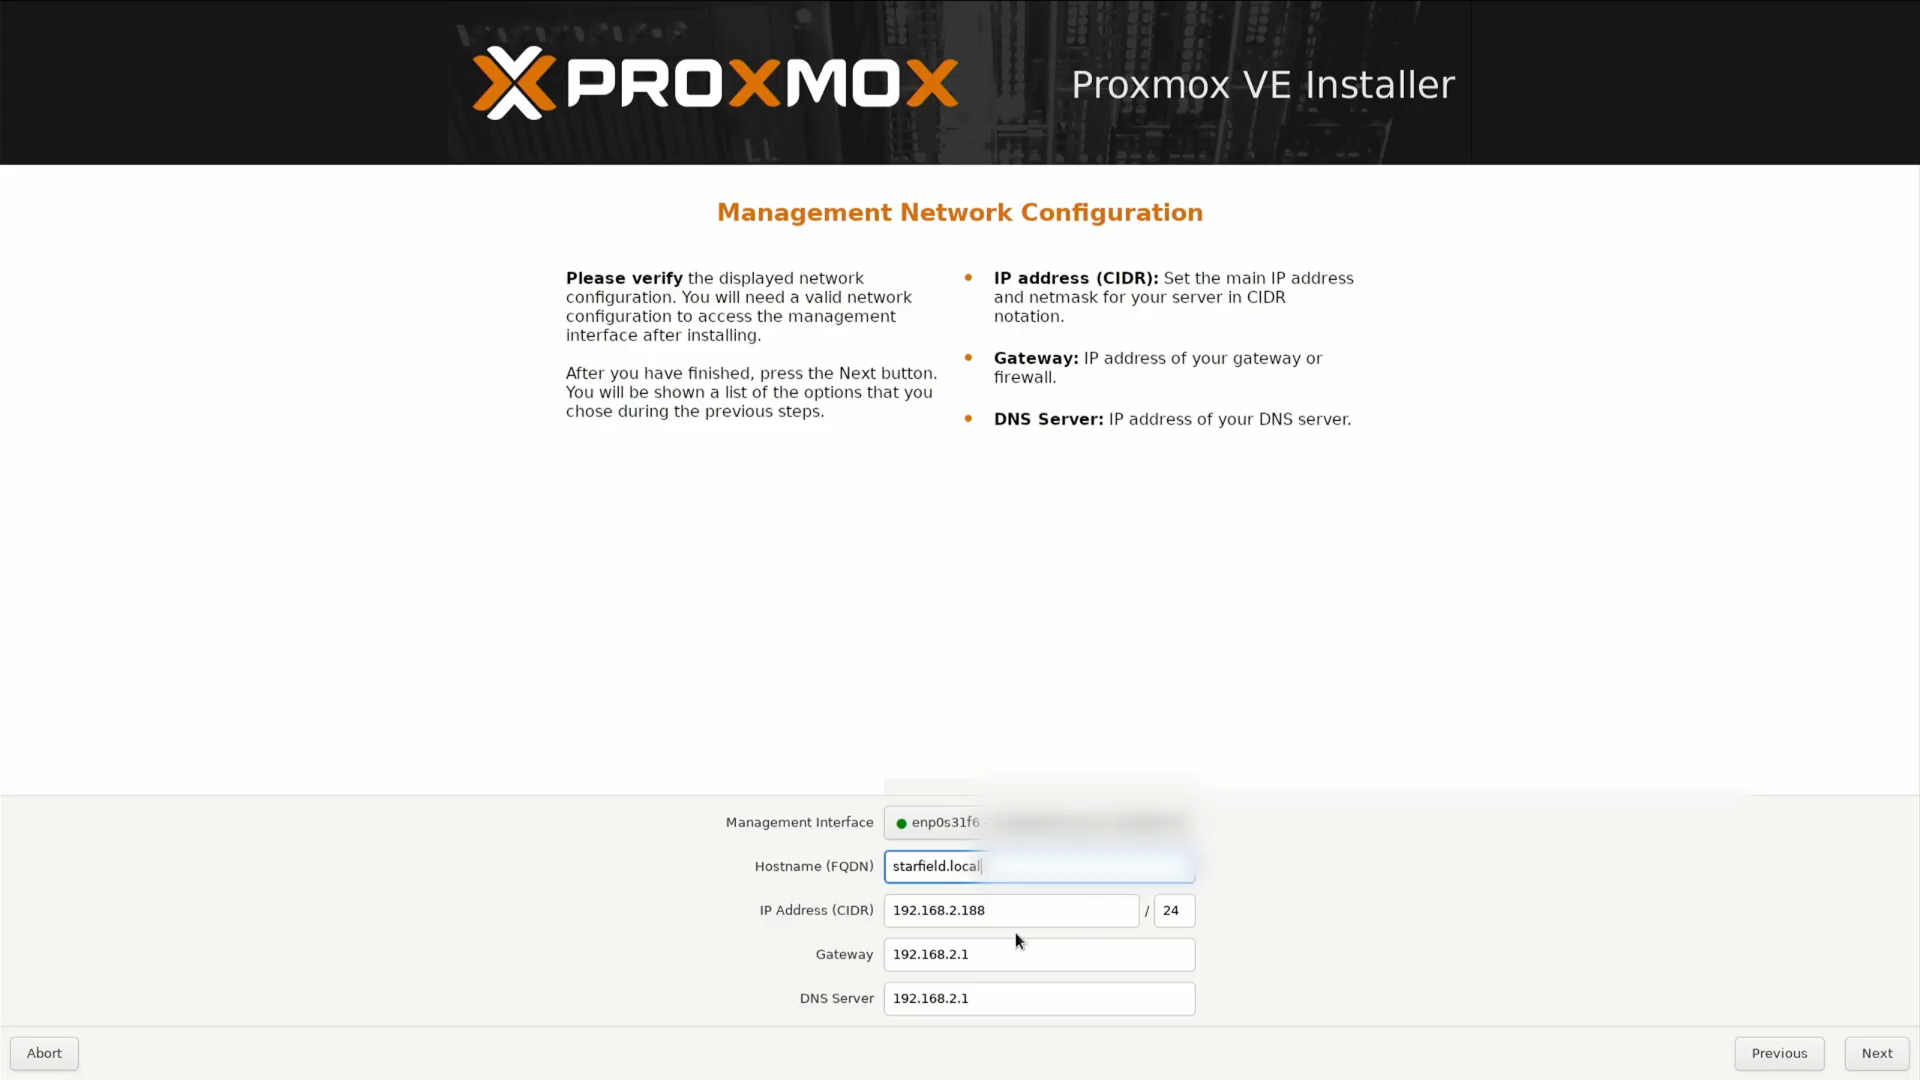 PROXMOX
Proxmox VE Installer
Management Network Configuration
Please verify the displayed network
configuration. You will need a valid network
configuration to access the management
interface after installing.
After you have finished, press the Next button.
You will be shown a list of the options that you
chose during the previous steps.
• IP address (CIDR): Set the main IP address
and netmask for your server in CIDR
notation.
• Gateway: IP address of your gateway or
firewall.
• DNS Server: IP address of your DNS server.
Management Interface enp0s31f6 -
Hostname (FQDN) starfield.local
IP Address (CIDR) 192.168.2.188 / 24
Gateway 192.168.2.1
DNS Server 192.168.2.1
Abort Previous Next